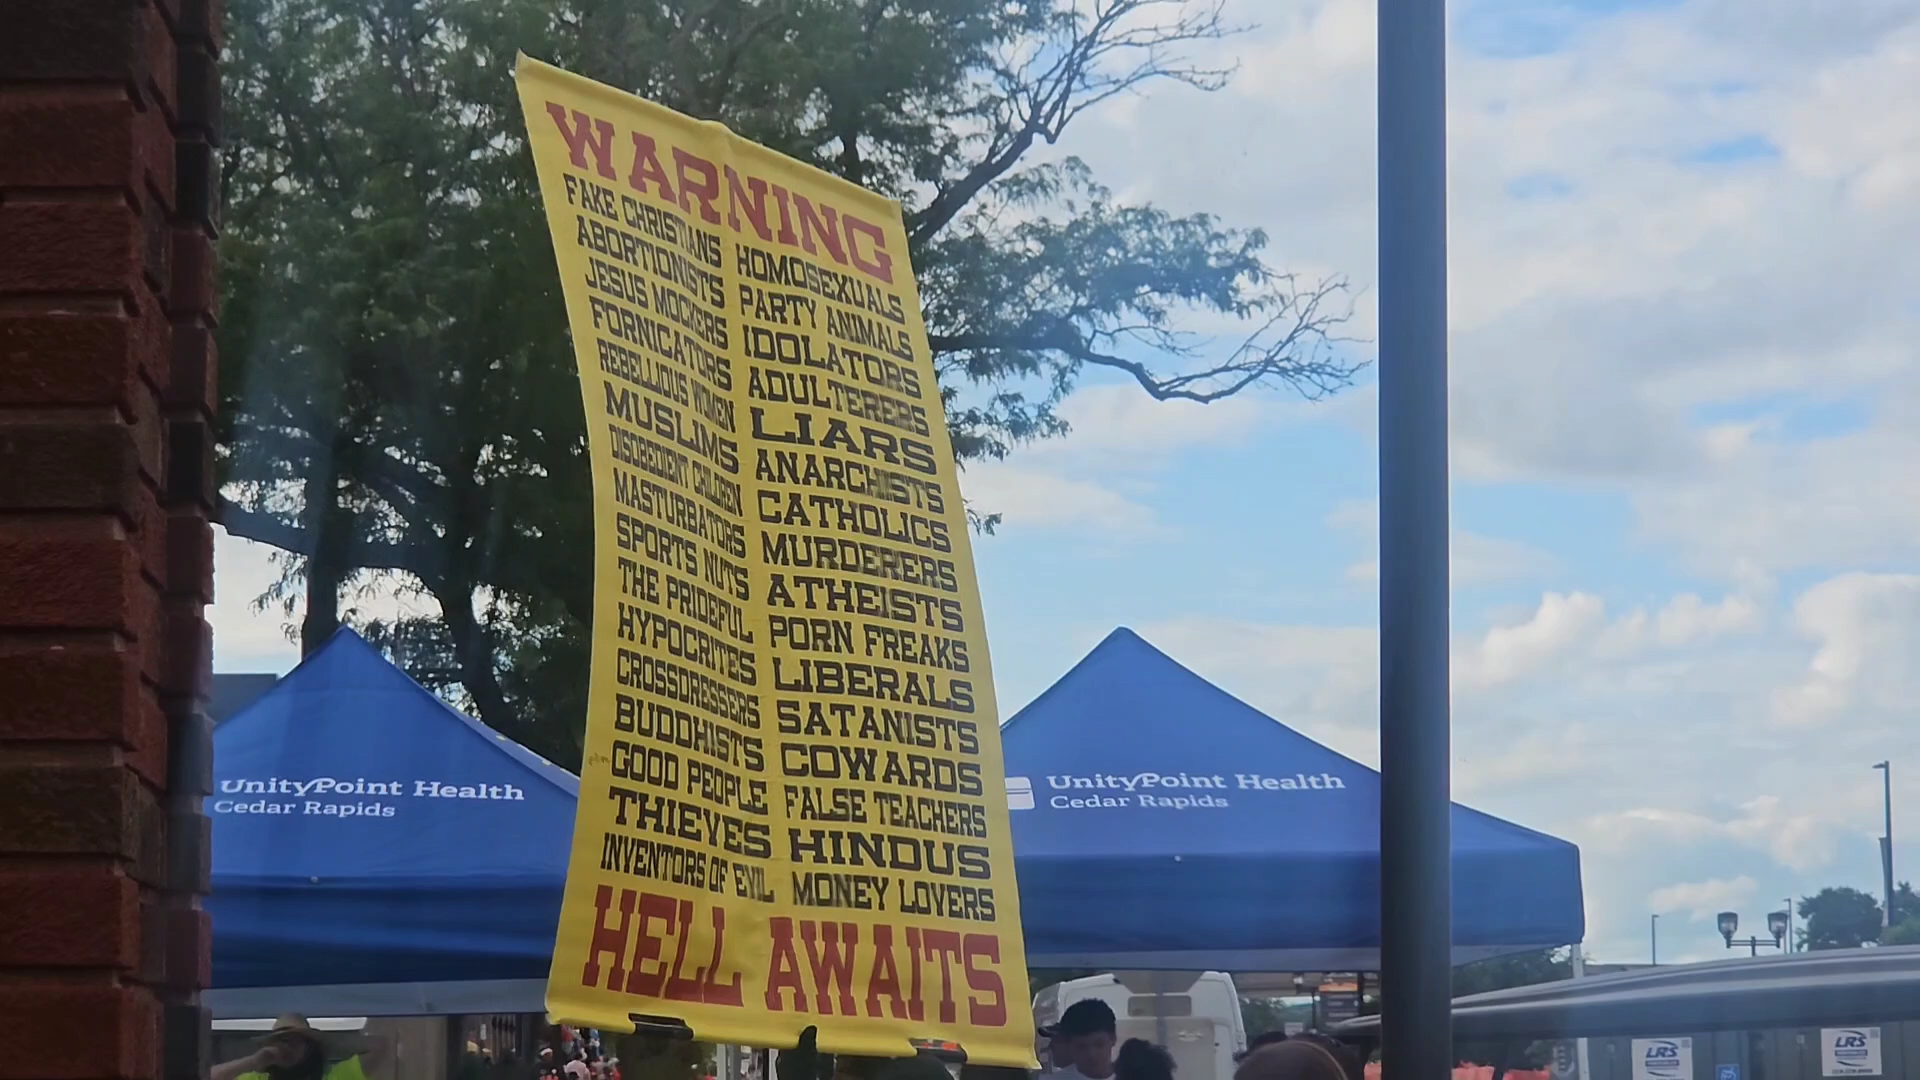 WARNING
FAKE CHRISTIANS HOMOSEXUALS
ABORTIONISTS PARTY ANIMALS
JESUS MOCKERS IDOLATORS
FORNICATORS ADULTERERS
REBELLIOUS WOMEN LIARS
MUSLIMS ANARCHISTS
DISOBEDIENT CHILDREN CATHOLICS
MASTURBATORS MURDERERS
SPORTS NUTS ATHEISTS
THE PRIDEFUL PORN FREAKS
HYPOCRITES LIBERALS
CROSSDRESSERS SATANISTS
BUDDHISTS COWARDS
GOOD PEOPLE FALSE TEACHERS
THIEVES HINDUS
INVENTORS OF EVIL MONEY LOVERS
HELL AWAITS
UnityPoint Health
Cedar Rapids
UnityPoint Health
Cedar Rapids
LRS
LRS